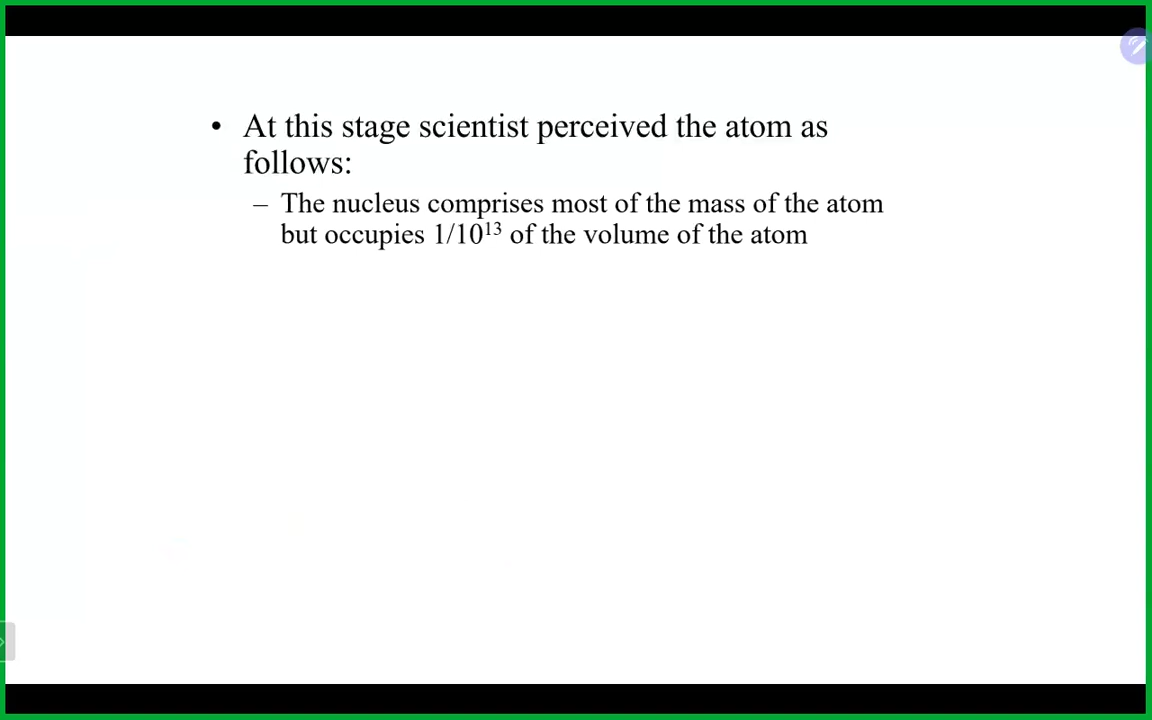 • At this stage scientist perceived the atom as
follows:
– The nucleus comprises most of the mass of the atom
but occupies 1/10¹³ of the volume of the atom